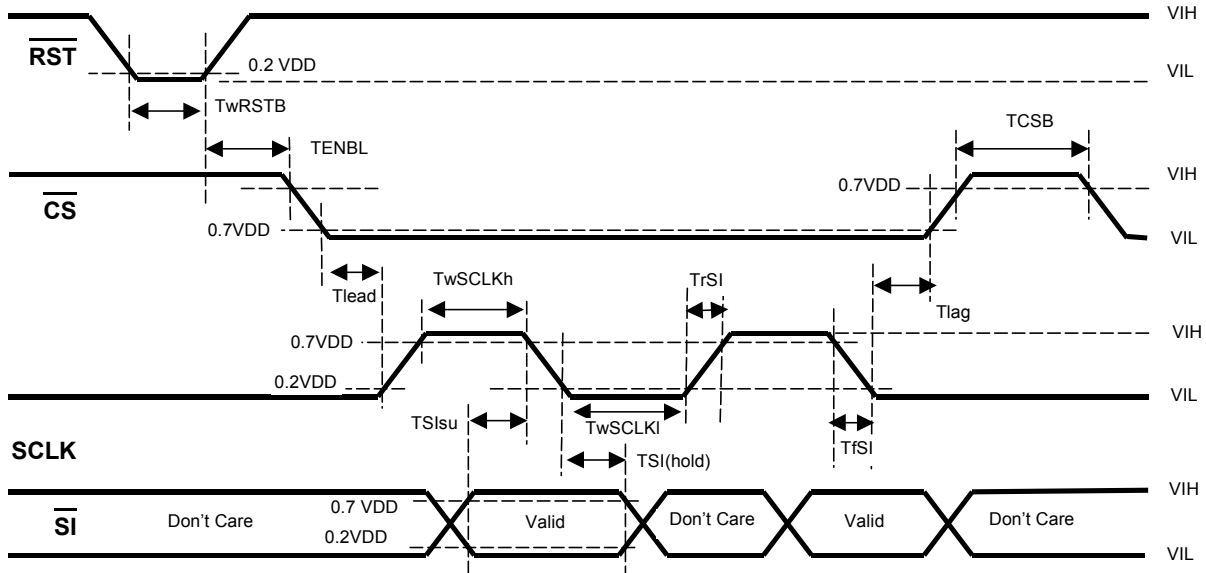 VIH
RST
0.2 VDD
VIL
TwRSTB
TCSB
TENBL
VIH
0.7VDD
CS
0.7VDD
VIL
TwSCLKh
TrSI
Tlead
Tlag
VIH
0.7VDD
0.2VDD
VIL
TSIsu
TwSCLKl
TfSI
SCLK
TSI(hold)
VIH
0.7 VDD
SI
Don't Care
Valid
Don't Care
Valid
Don't Care
0.2VDD
VIL